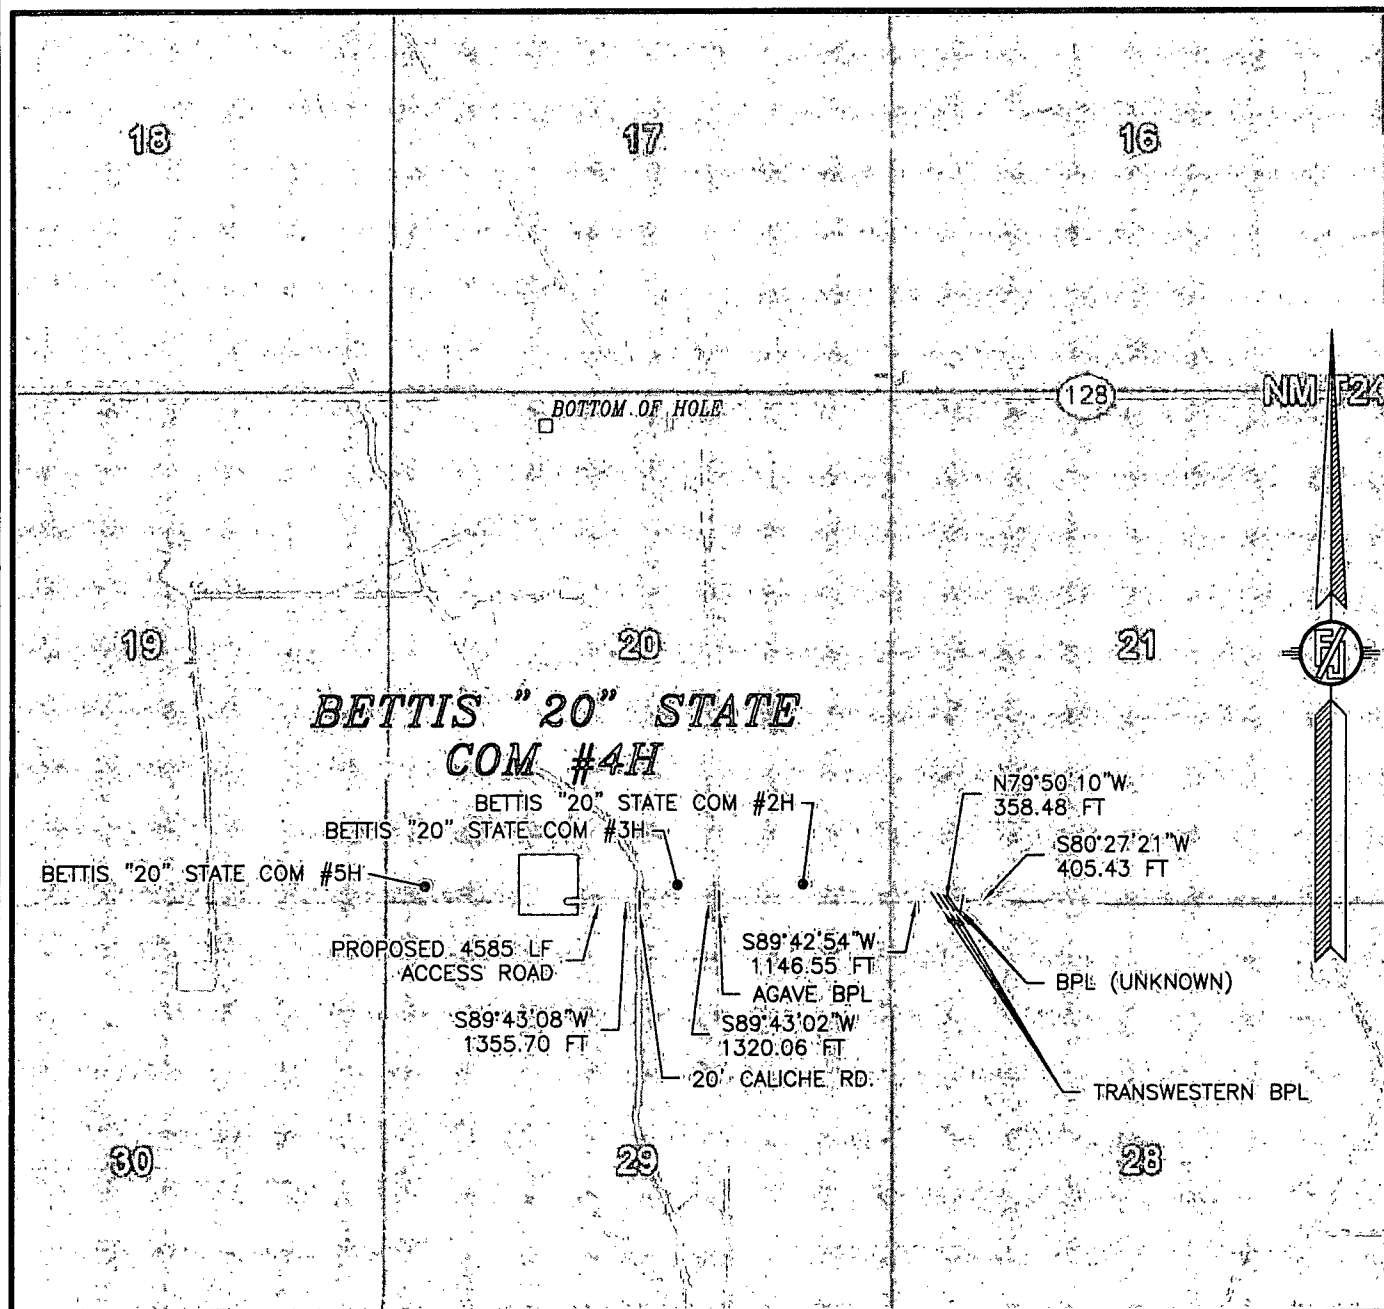 18
17
16
BOTTOM OF HOLE
128
19
20
21
BETTIS "20" STATE
COM #4H
N79°50'10"W
358.48 FT
BETTIS "20" STATE COM #2H
BETTIS "20" STATE COM #3H
S80°27'21"W
405.43 FT
BETTIS "20" STATE COM #5H
PROPOSED 4585 LF
ACCESS ROAD
S89°42'54"W
1146.55 FT
AGAVE BPL
BPL (UNKNOWN)
S89°43'08"W
1355.70 FT
S89°43'02"W
1320.06 FT
20' CALICHE RD.
TRANSWESTERN BPL
30
29
28